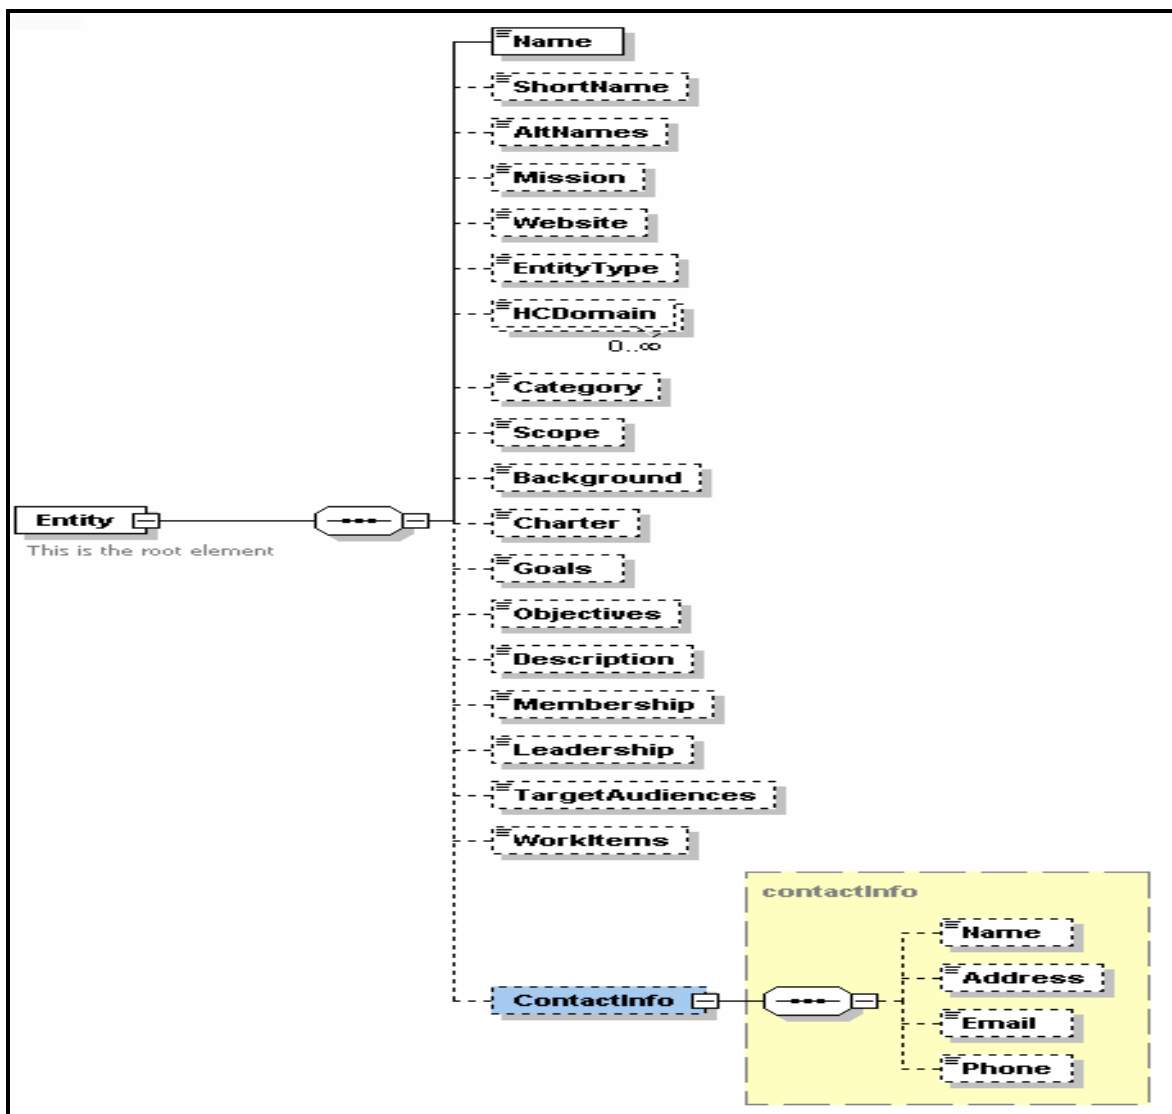 Name
ShortName
AltNames
Mission
Website
EntityType
HCDomain
0..∞
Category
Scope
Background
Entity
This is the root element
Charter
Goals
Objectives
Description
Membership
Leadership
TargetAudiences
WorkItems
contactInfo
Name
Address
ContactInfo
Email
Phone